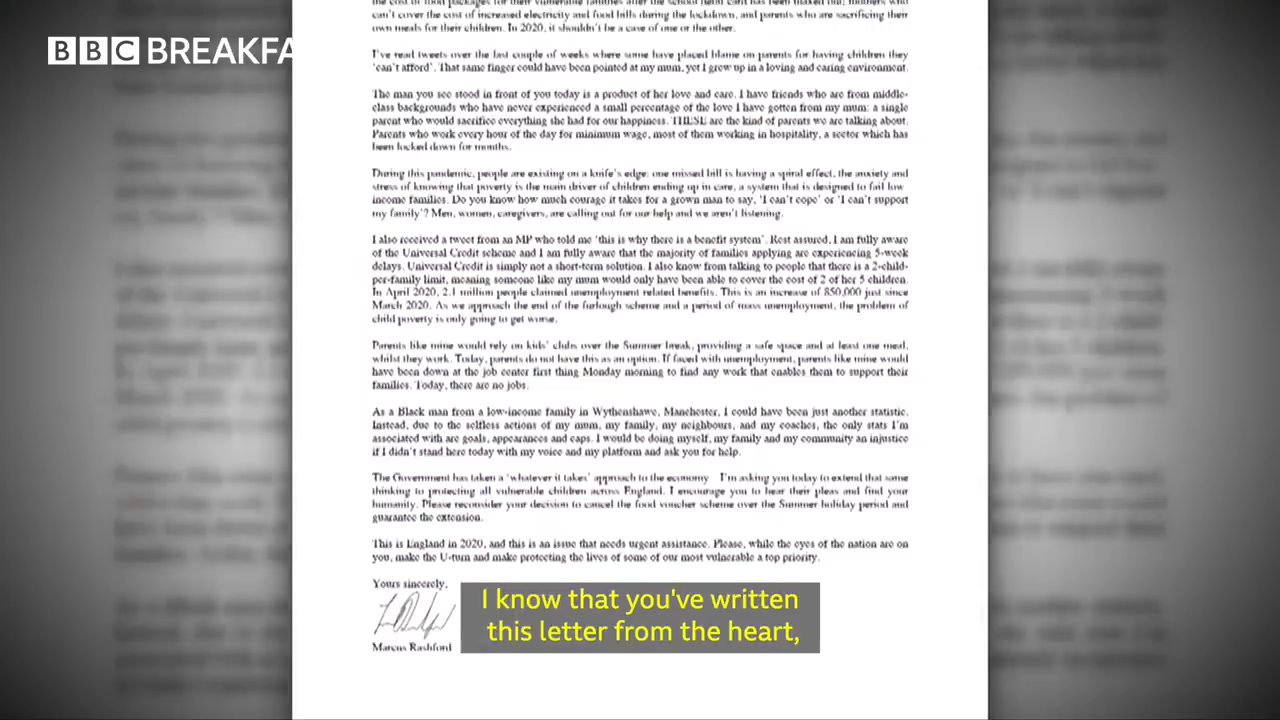 BBC BREAKFA
the cost of food packages for their vulnerable families after the school
can't cover the cost of increased electricity and food bills during the lockdown, and parents who are sacrificing their
own meals for their children. In 2020, it shouldn't be a case of one or the other.
I've read tweets over the last couple of weeks where some have placed blame on parents for having children they
'can't afford'. That same finger could have been pointed at my mum, yet I grew up in a loving and caring environment.
The man you see stood in front of you today is a product of her love and care. I have friends who are from middle-
class backgrounds who have never experienced a small percentage of the love I have gotten from my mum: a single
parent who would sacrifice everything she had for our happiness. THESE are the kind of parents we are talking about.
Parents who work every hour of the day for minimum wage, most of them working in hospitality, a sector which has
been locked down for months.
During this pandemic, people are existing on a knife's edge: one missed bill is having a spiral effect, the anxiety and
stress of knowing that poverty is the main driver of children ending up in care, a system that is designed to fail low-
income families. Do you know how much courage it takes for a grown man to say, 'I can't cope' or 'I can't support
my family'? Men, women, caregivers, are calling out for our help and we aren't listening.
I also received a tweet from an MP who told me 'this is why there is a benefit system'. Rest assured, I am fully aware
of the Universal Credit scheme and I am fully aware that the majority of families applying are experiencing 5-week
delays. Universal Credit is simply not a short-term solution. I also know from talking to people that there is a 2-child-
per-family limit, meaning someone like my mum would only have been able to cover the cost of 2 of her 5 children.
In April 2020, 2.1 million people claimed unemployment related benefits. This is an increase of 850,000 just since
March 2020. As we approach the end of the furlough scheme and a period of mass unemployment, the problem of
child poverty is only going to get worse.
Parents like mine would rely on kids' clubs over the Summer break, providing a safe space and at least one meal,
whilst they work. Today, parents do not have this as an option. If faced with unemployment, parents like mine would
have been down at the job center first thing Monday morning to find any work that enables them to support their
families. Today, there are no jobs.
As a Black man from a low-income family in Wythenshawe, Manchester, I could have been just another statistic.
Instead, due to the selfless actions of my mum, my family, my neighbours, and my coaches, the only stats I'm
associated with are goals, appearances and caps. I would be doing myself, my family and my community an injustice
if I didn't stand here today with my voice and my platform and ask you for help.
The Government has taken a 'whatever it takes' approach to the economy I'm asking you today to extend that same
thinking to protecting all vulnerable children across England. I encourage you to hear their pleas and find your
humanity. Please reconsider your decision to cancel the food voucher scheme over the Summer holiday period and
guarantee the extension.
This is England in 2020, and this is an issue that needs urgent assistance. Please, while the eyes of the nation are on
you, make the U-turn and make protecting the lives of some of our most vulnerable a top priority.
Yours sincerely,
Marcus Rashford
I know that you've written
this letter from the heart,